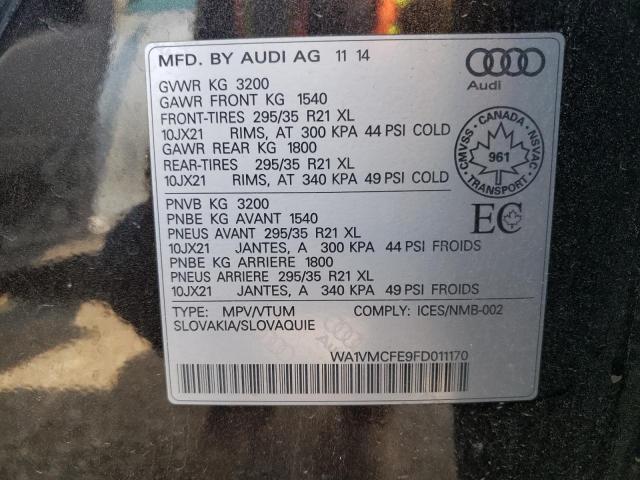 MFD. BY AUDI AG 11 14
Audi
GVWR KG 3200
GAWR FRONT KG 1540
FRONT-TIRES 295/35 R21 XL
10JX21 RIMS, AT 300 KPA 44 PSI COLD
GAWR REAR KG 1800
REAR-TIRES 295/35 R21 XL
10JX21 RIMS, AT 340 KPA 49 PSI COLD
CMVSS · CANADA · NSVAC
961
TRANSPORT
PNVB KG 3200
PNBE KG AVANT 1540
PNEUS AVANT 295/35 R21 XL
10JX21 JANTES, A 300 KPA 44 PSI FROIDS
PNBE KG ARRIERE 1800
PNEUS ARRIERE 295/35 R21 XL
10JX21 JANTES, A 340 KPA 49 PSI FROIDS
EC
TYPE: MPV/VTUM COMPLY: ICES/NMB-002
SLOVAKIA/SLOVAQUIE
WA1VMCFE9FD011170